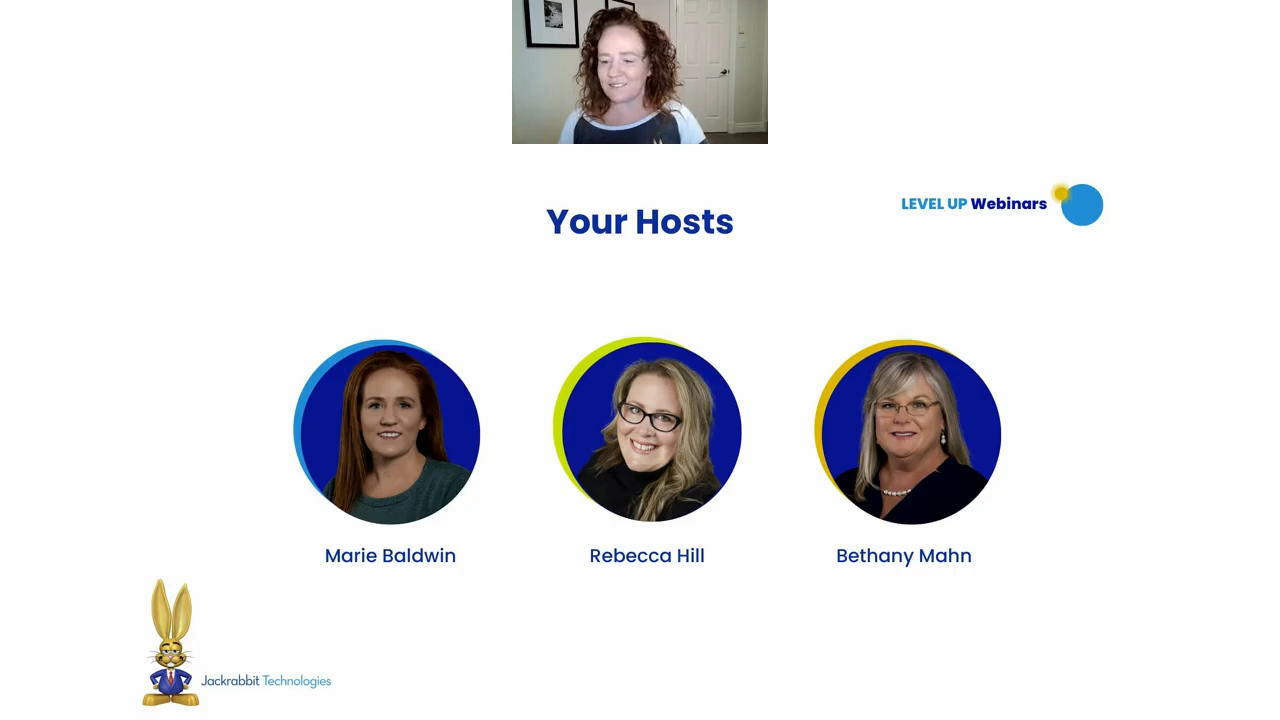 LEVEL UP Webinars
Your Hosts
Marie Baldwin
Rebecca Hill
Bethany Mahn
Jackrabbit Technologies